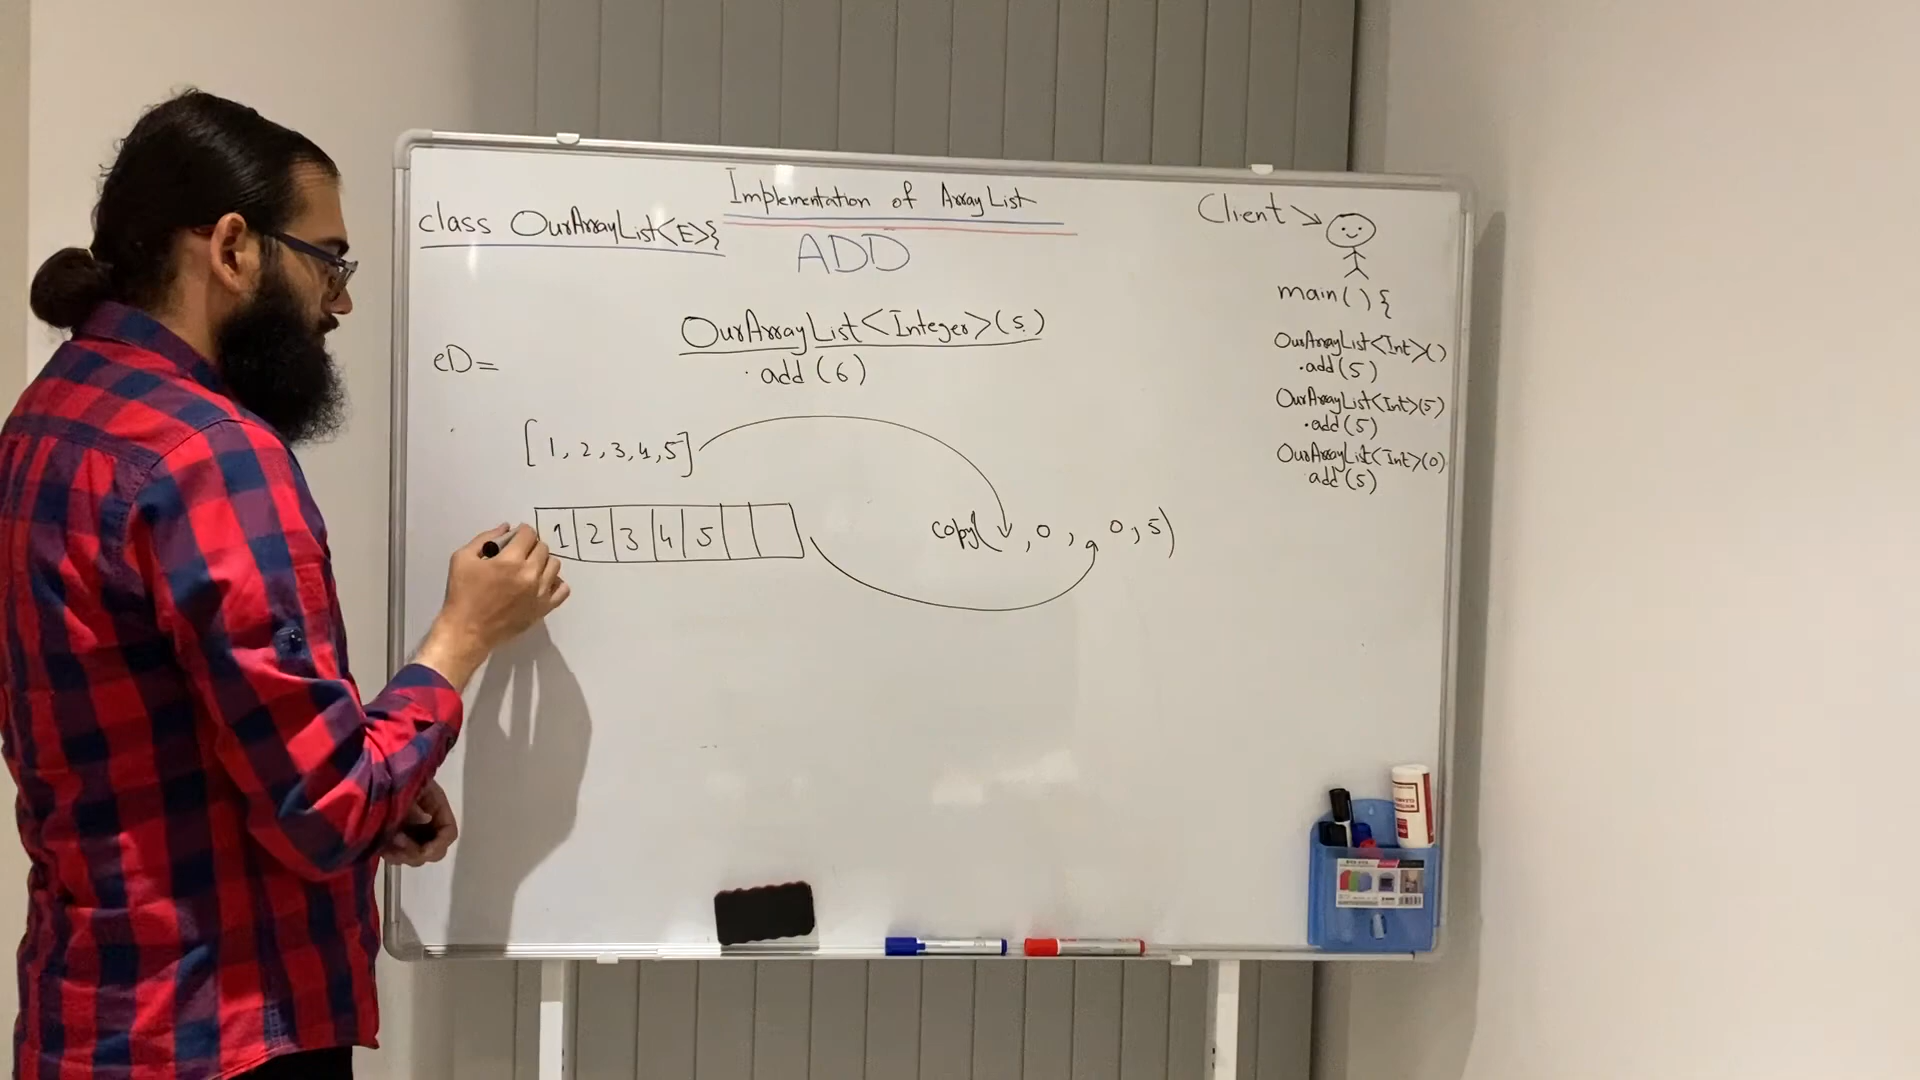 Implementation of ArrayList
class OurArrayList<E>{
ADD
OurArrayList<Integer>(5)
.add(6)
eD=
[1, 2, 3, 4, 5]
1 2 3 4 5
copy( , 0 , , 0, 5)
Client
main( ) {
OurArrayList<Int>()
.add(5)
OurArrayList<Int>(5)
.add(5)
OurArrayList<Int>(0)
add(5)